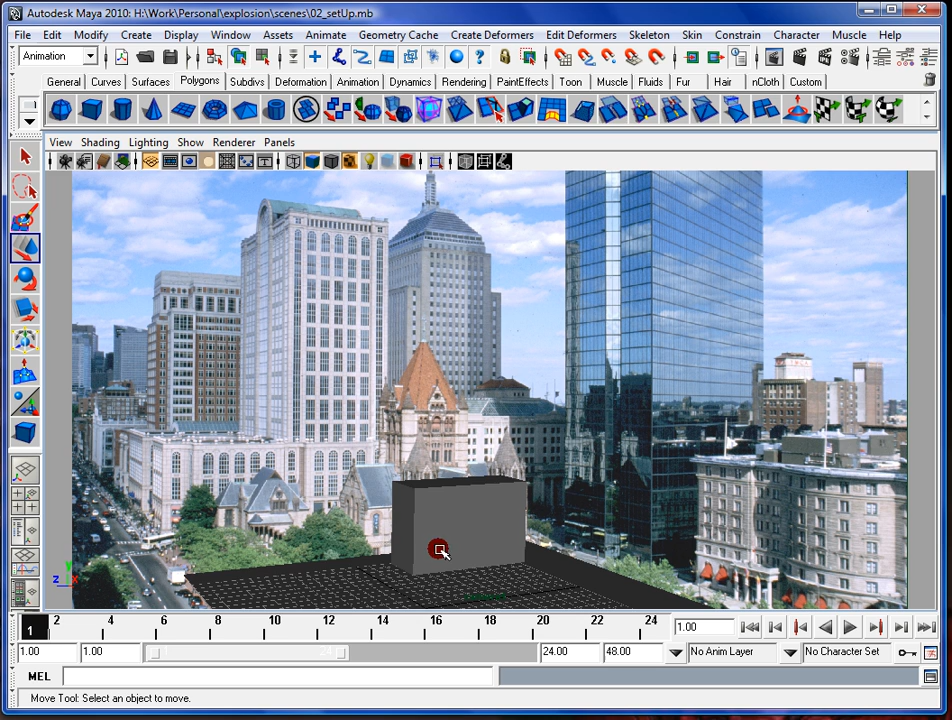 Autodesk Maya 2010: H:\Work\Personal\explosion\scenes\02_setUp.mb
File Edit Modify Create Display Window Assets Animate Geometry Cache Create Deformers Edit Deformers Skeleton Skin Constrain Character Muscle Help
Animation
General Curves Surfaces Polygons Subdivs Deformation Animation Dynamics Rendering PaintEffects Toon Muscle Fluids Fur Hair nCloth Custom
View Shading Lighting Show Renderer Panels
y
z x
1 2 4 6 8 10 12 14 16 18 20 22 24 1.00
1.00 1.00 24 24.00 48.00 No Anim Layer No Character Set
MEL
Move Tool: Select an object to move.